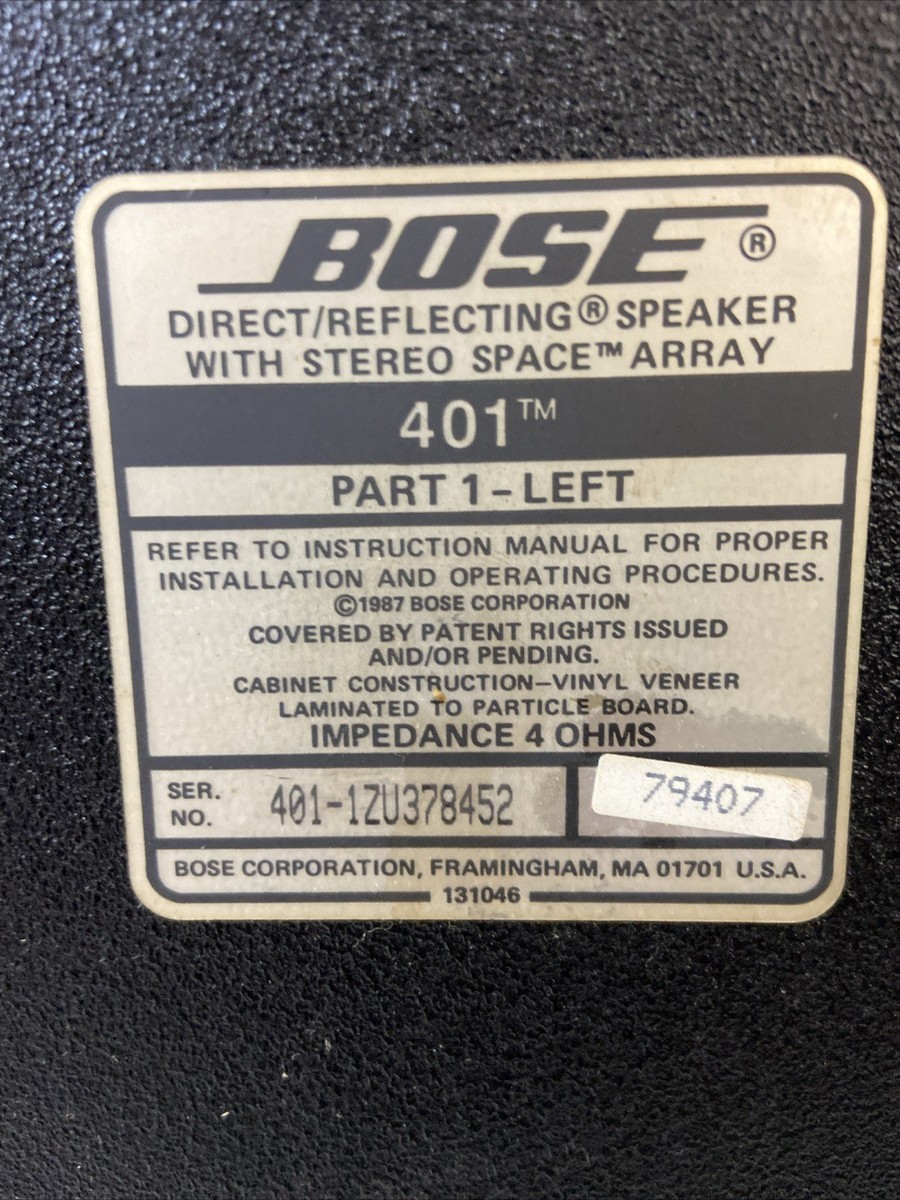 BOSE®
DIRECT/REFLECTING® SPEAKER
WITH STEREO SPACE™ ARRAY
401™
PART 1 – LEFT
REFER TO INSTRUCTION MANUAL FOR PROPER
INSTALLATION AND OPERATING PROCEDURES.
©1987 BOSE CORPORATION
COVERED BY PATENT RIGHTS ISSUED
AND/OR PENDING.
CABINET CONSTRUCTION–VINYL VENEER
LAMINATED TO PARTICLE BOARD.
IMPEDANCE 4 OHMS
SER.
NO.
401-1ZU378452
79407
BOSE CORPORATION, FRAMINGHAM, MA 01701 U.S.A.
131046